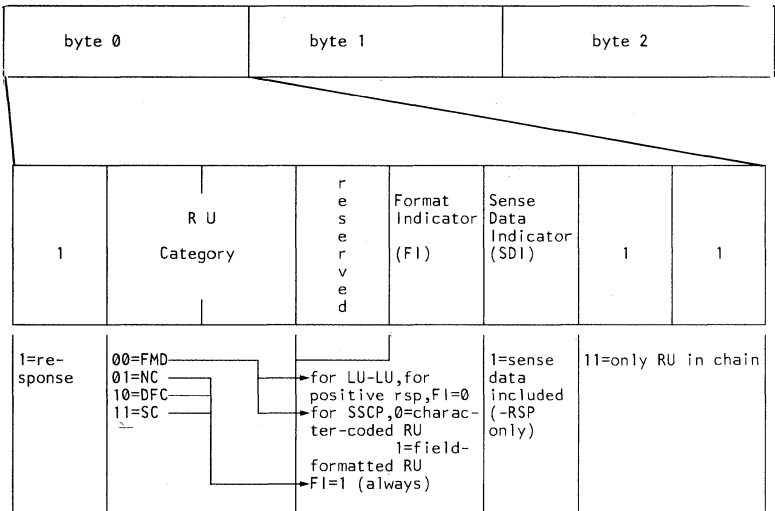 byte 0
byte 1
byte 2
1
R U
Category
reserved
Format
Indicator
(FI)
Sense
Data
Indicator
(SDI)
1
1
1=re-
sponse
00=FMD
01=NC
10=DFC
11=SC
for LU-LU,for
positive rsp,FI=0
for SSCP,0=charac-
ter-coded RU
1=field-
formatted RU
FI=1 (always)
1=sense
data
included
(-RSP
only)
11=only RU in chain